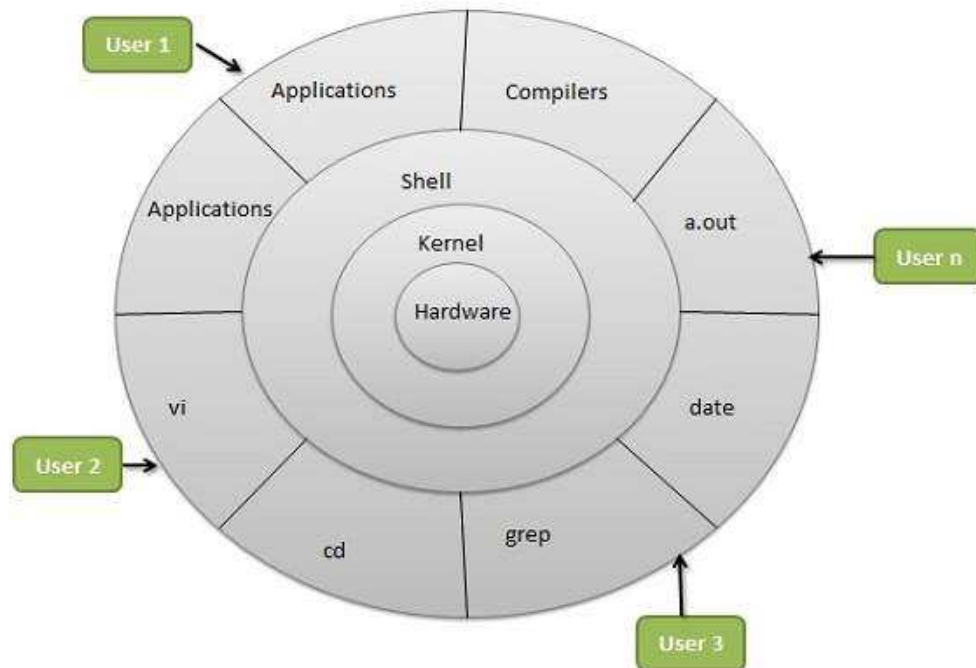 User 1
Applications
Compilers
Shell
Applications
a.out
Kernel
User n
Hardware
vi
date
User 2
grep
cd
User 3